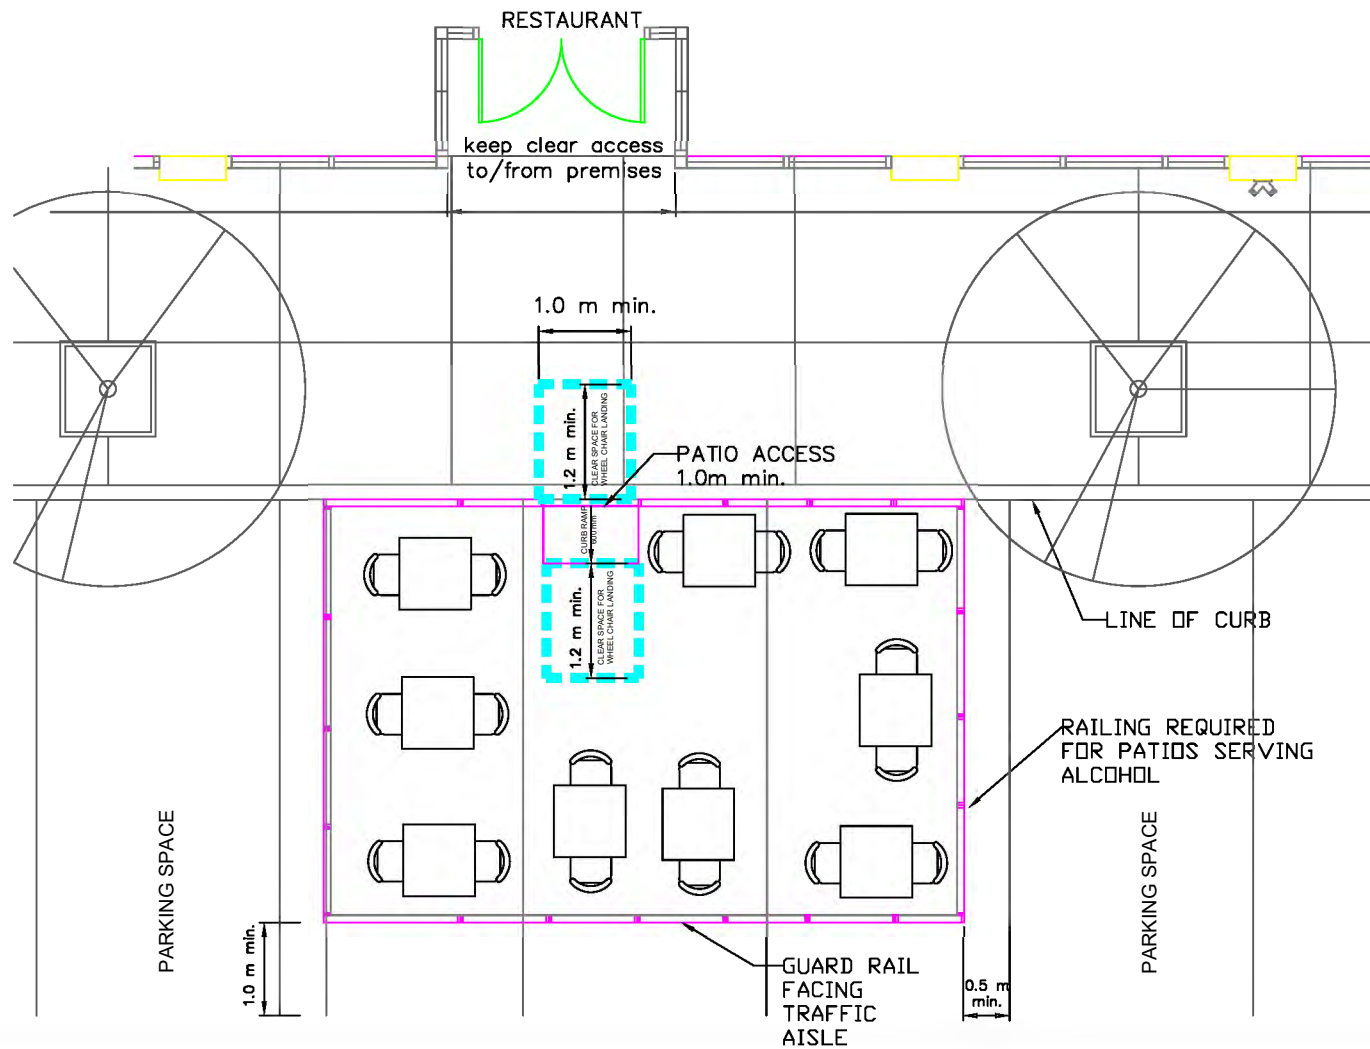 RESTAURANT
keep clear access
to/from premises
1.0 m min.
1.2 m min.
CLEAR SPACE FOR
WHEEL CHAIR LANDING
PATIO ACCESS
1.0m min.
CURB RAMP
600 min
1.2 m min.
CLEAR SPACE FOR
WHEEL CHAIR LANDING
LINE OF CURB
RAILING REQUIRED
FOR PATIOS SERVING
ALCOHOL
PARKING SPACE
PARKING SPACE
1.0 m min.
GUARD RAIL
FACING
TRAFFIC
AISLE
0.5 m
min.